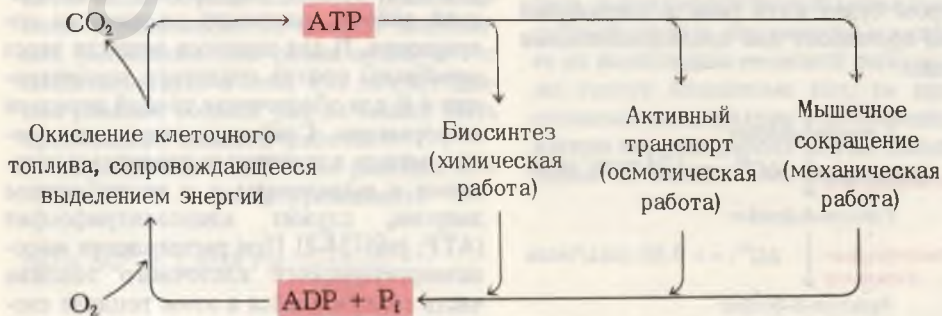 CO₂
ATP
Окисление клеточного
топлива, сопровождающееся
выделением энергии
Биосинтез
(химическая
работа)
Активный
транспорт
(осмотическая
работа)
Мышечное
сокращение
(механическая
работа)
O₂
ADP + Pᵢ